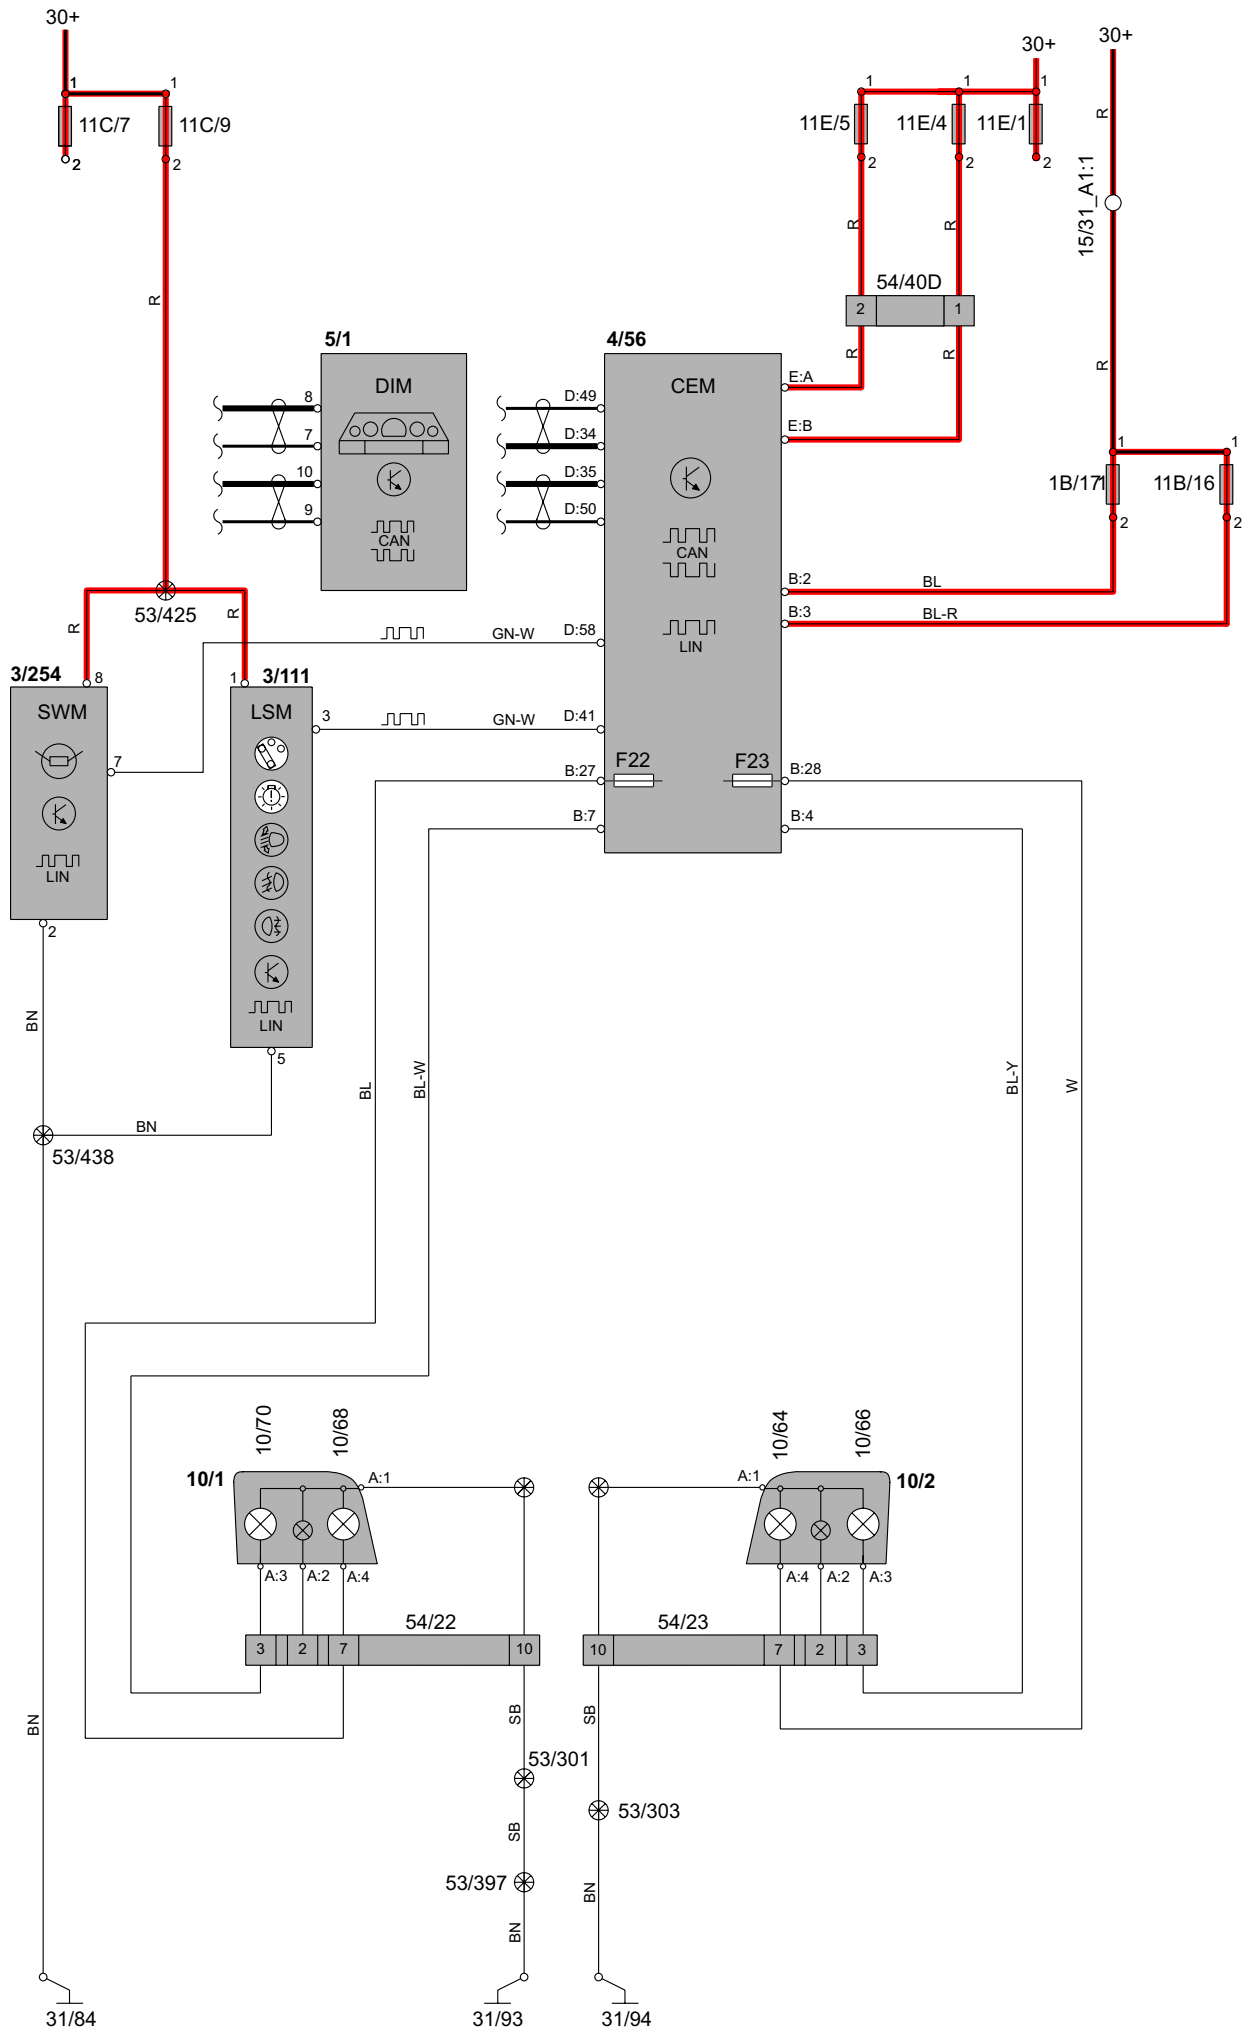 30+
30+
30+
1
1
11C/7
11C/9
2
2
1
1
1
11E/5
11E/4
11E/1
2
2
2
R
15/31_A1:1
R
R
R
54/40D
2
1
R
R
R
5/1
DIM
8
7
10
9
CAN
4/56
CEM
D:49
D:34
D:35
D:50
E:A
E:B
CAN
LIN
1
1
1B/17
1
11B/16
2
2
B:2
BL
B:3
BL-R
53/425
R
R
GN-W
D:58
3/254
8
SWM
7
LIN
2
1
3/111
LSM
3
GN-W
D:41
LIN
5
F22
F23
B:27
B:28
B:7
B:4
BN
BN
53/438
BL
BL-W
BL-Y
W
10/70
10/68
10/1
A:1
A:3
A:2
A:4
54/22
3
2
7
10
10/64
10/66
A:1
10/2
A:4
A:2
A:3
54/23
10
7
2
3
BN
SB
SB
53/301
53/303
SB
53/397
BN
BN
31/84
31/93
31/94